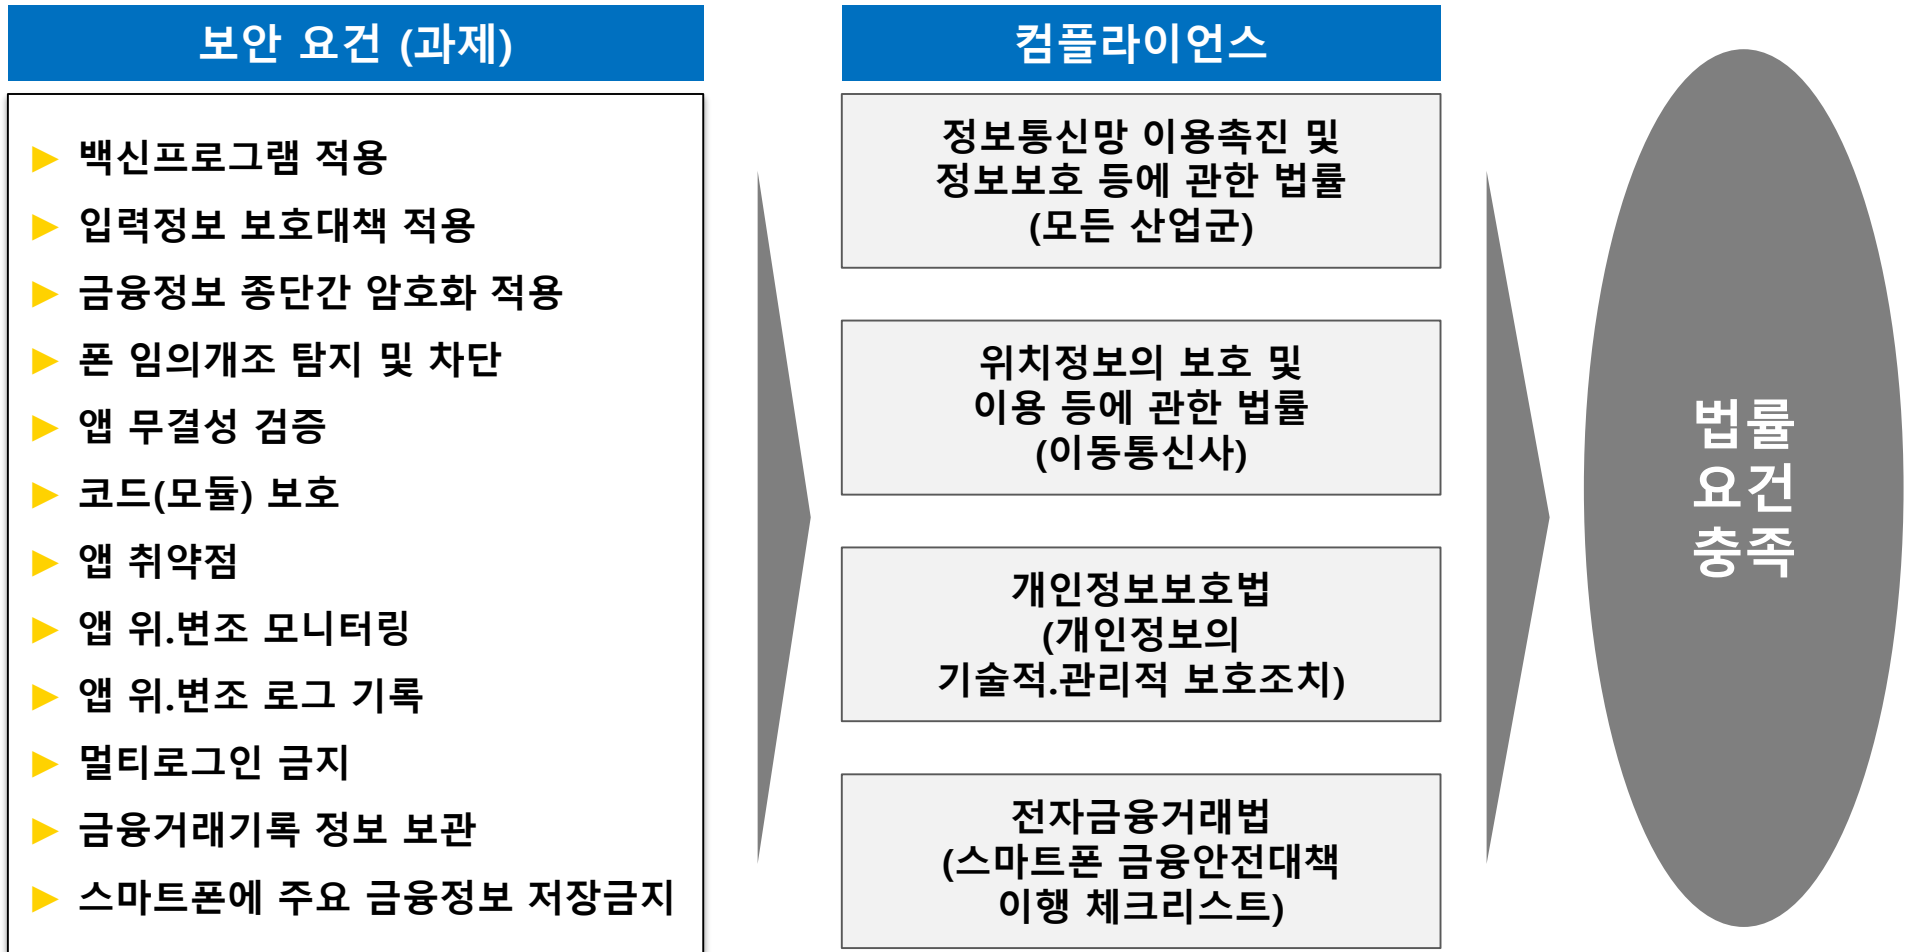 보안 요건 (과제)
▶ 백신프로그램 적용
▶ 입력정보 보호대책 적용
▶ 금융정보 종단간 암호화 적용
▶ 폰 임의개조 탐지 및 차단
▶ 앱 무결성 검증
▶ 코드(모듈) 보호
▶ 앱 취약점
▶ 앱 위.변조 모니터링
▶ 앱 위.변조 로그 기록
▶ 멀티로그인 금지
▶ 금융거래기록 정보 보관
▶ 스마트폰에 주요 금융정보 저장금지
컴플라이언스
정보통신망 이용촉진 및
정보보호 등에 관한 법률
(모든 산업군)
위치정보의 보호 및
이용 등에 관한 법률
(이동통신사)
개인정보보호법
(개인정보의
기술적.관리적 보호조치)
전자금융거래법
(스마트폰 금융안전대책
이행 체크리스트)
법률
요건
충족